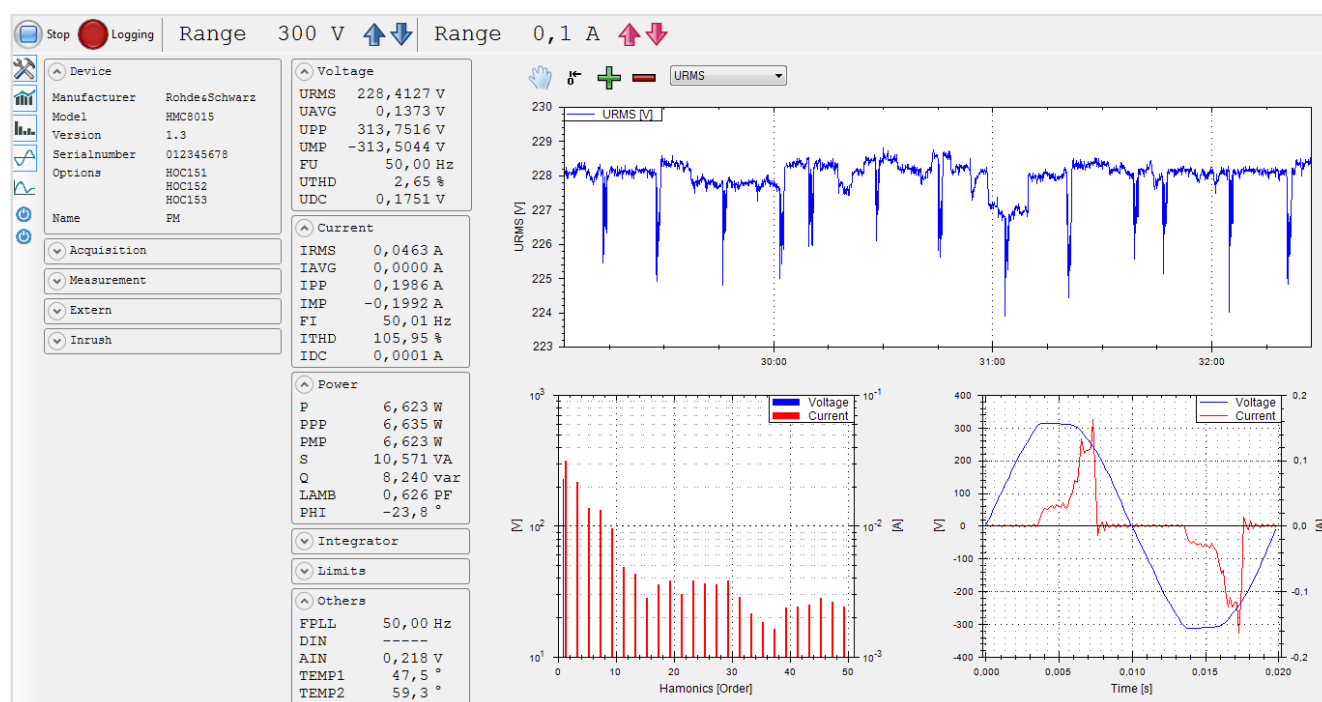 Stop Logging Range 300 V Range 0,1 A
Device
Manufacturer Rohde&Schwarz
Model HMC8015
Version 1.3
Serialnumber 012345678
Options HOC151
HOC152
HOC153
Name PM
Acquisition
Measurement
Extern
Inrush
Voltage
URMS 228,4127 V
UAVG 0,1373 V
UPP 313,7516 V
UMP -313,5044 V
FU 50,00 Hz
UTHD 2,65 %
UDC 0,1751 V
Current
IRMS 0,0463 A
IAVG 0,0000 A
IPP 0,1986 A
IMP -0,1992 A
FI 50,01 Hz
ITHD 105,95 %
IDC 0,0001 A
Power
P 6,623 W
PPP 6,635 W
PMP 6,623 W
S 10,571 VA
Q 8,240 var
LAMB 0,626 PF
PHI -23,8 °
Integrator
Limits
Others
FPLL 50,00 Hz
DIN -----
AIN 0,218 V
TEMP1 47,5 °
TEMP2 59,3 °
0 URMS
URMS [V]
230
229
228
227
226
225
224
223
URMS [V]
30:00 31:00 32:00
Voltage
Current
10³ 10⁻¹
10² 10⁻²
10¹ 10⁻³
[V] [A]
0 10 20 30 40 50
Hamonics [Order]
Voltage
Current
400 0,2
300
200 0,1
100
0 0,0
-100
-200 -0,1
-300
-400 -0,2
[V] [A]
0,000 0,005 0,010 0,015 0,020
Time [s]